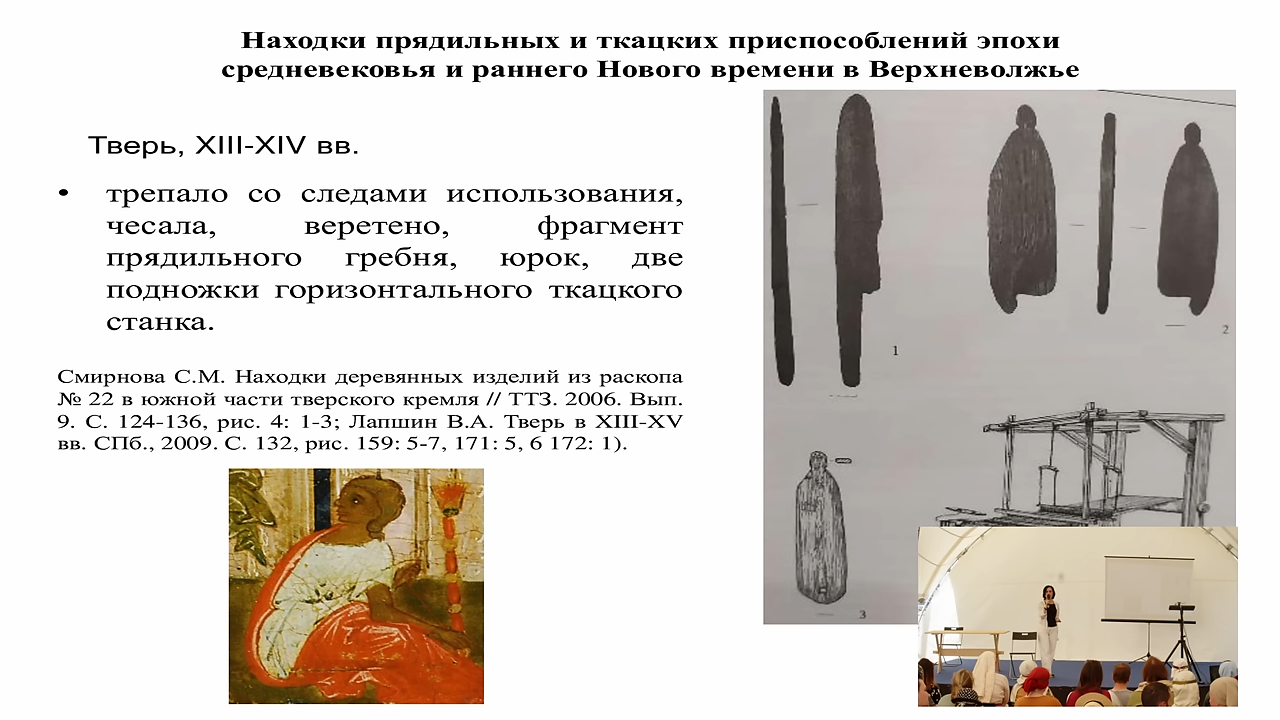 Находки прядильных и ткацких приспособлений эпохи
средневековья и раннего Нового времени в Верхневолжье
Тверь, XIII-XIV вв.
• трепало со следами использования,
чесала, веретено, фрагмент
прядильного гребня, юрок, две
подножки горизонтального ткацкого
станка.
Смирнова С.М. Находки деревянных изделий из раскопа
№ 22 в южной части тверского кремля // ТТЗ. 2006. Вып.
9. С. 124-136, рис. 4: 1-3; Лапшин В.А. Тверь в XIII-XV
вв. СПб., 2009. С. 132, рис. 159: 5-7, 171: 5, 6 172: 1).
1
2
3